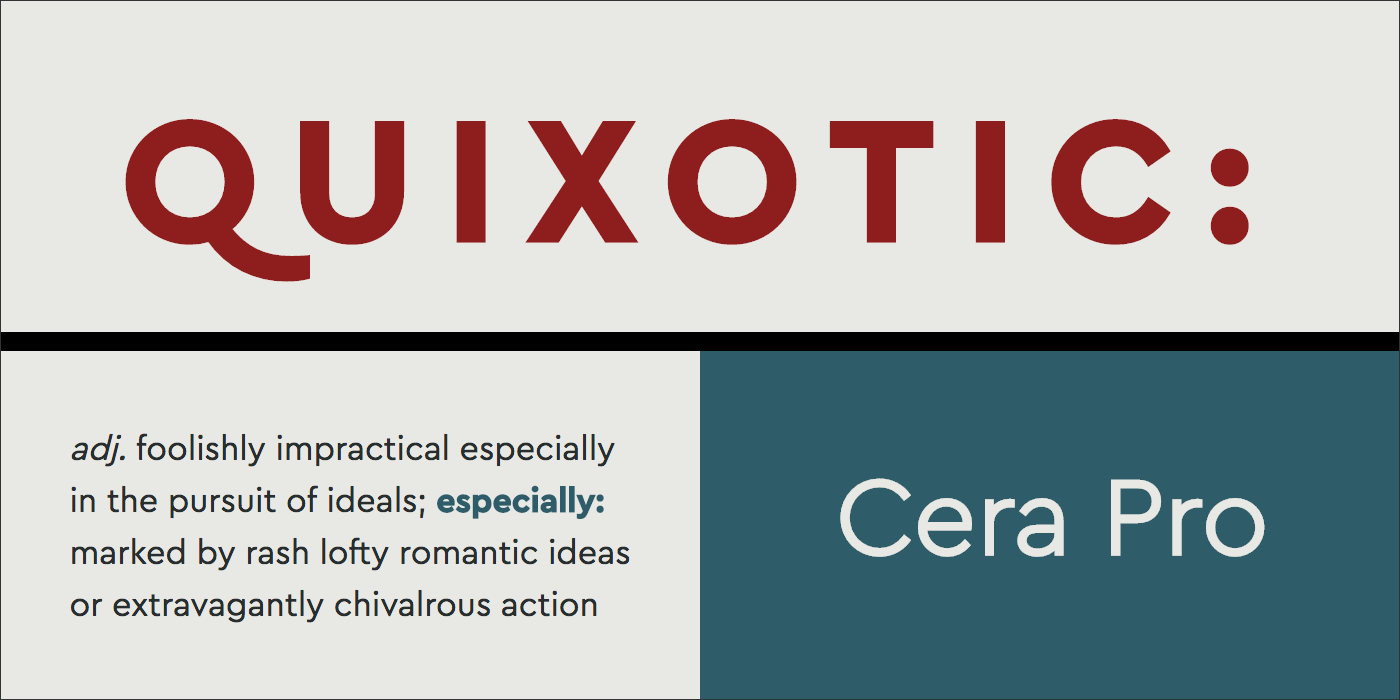 QUIXOTIC:
adj. foolishly impractical especially
in the pursuit of ideals; especially:
marked by rash lofty romantic ideas
or extravagantly chivalrous action
Cera Pro